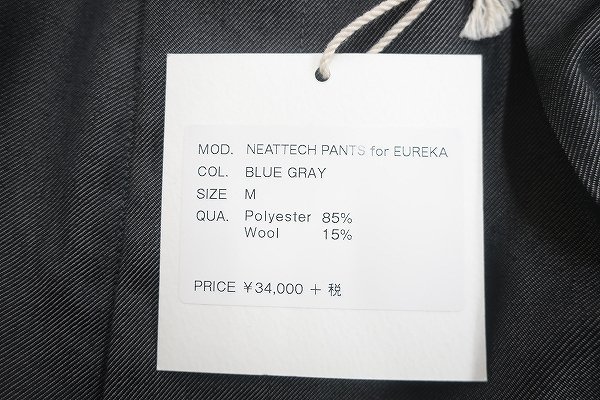 MOD. NEATTECH PANTS for EUREKA
COL. BLUE GRAY
SIZE M
QUA. Polyester 85%
Wool 15%
PRICE ¥34,000 + 税